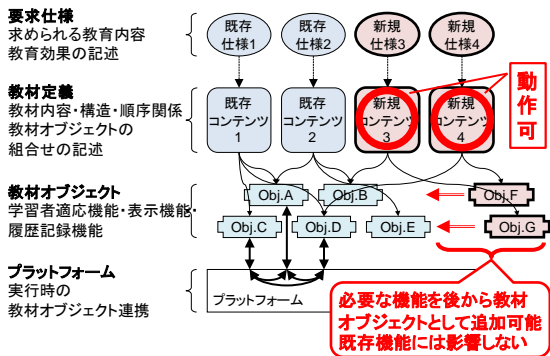 要求仕様
求められる教育内容
教育効果の記述
既存
仕様1
既存
仕様2
新規
仕様3
新規
仕様4
教材定義
教材内容・構造・順序関係
教材オブジェクトの
組合せの記述
既存
コンテンツ
1
既存
コンテンツ
2
新規
コンテンツ
3
新規
コンテンツ
4
動
作
可
教材オブジェクト
学習者適応機能・表示機能・
履歴記録機能
Obj.A
Obj.B
Obj.F
Obj.C
Obj.D
Obj.E
Obj.G
プラットフォーム
実行時の
教材オブジェクト連携
プラットフォーム
必要な機能を後から教材
オブジェクトとして追加可能
既存機能には影響しない